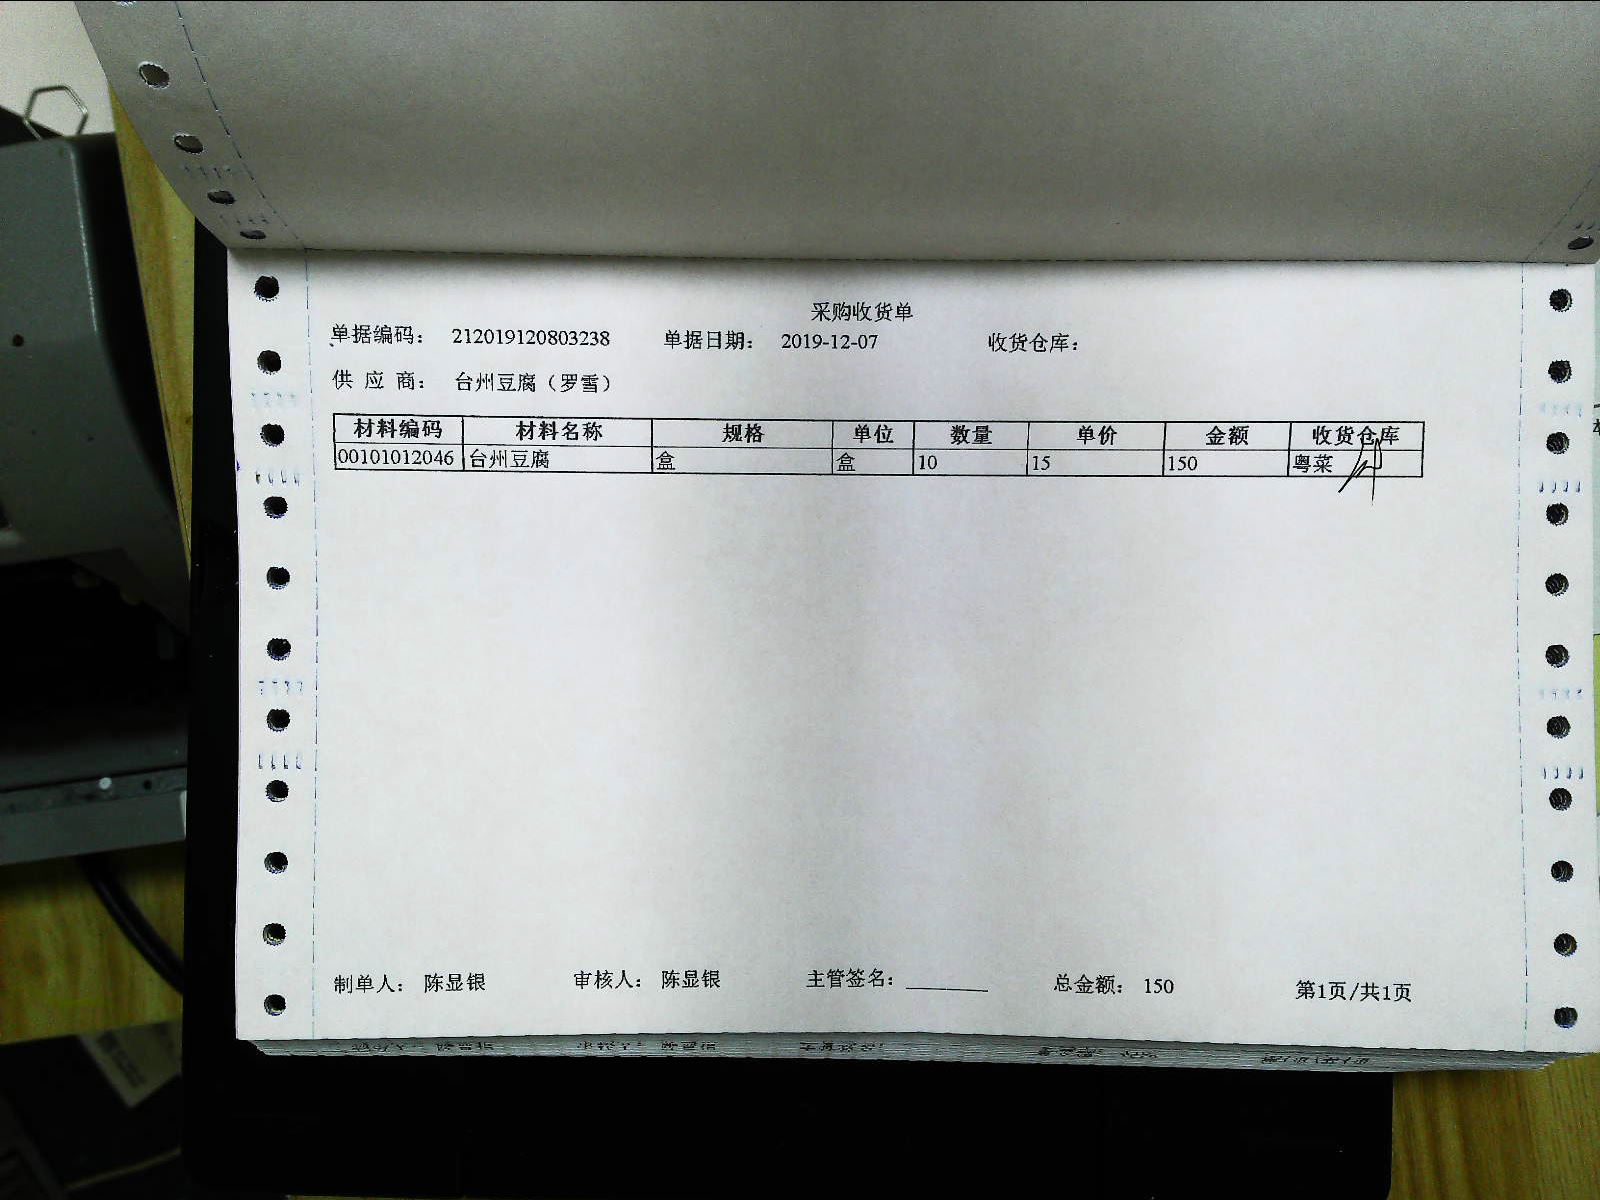 采购收货单
单据编码： 212019120803238 单据日期： 2019-12-07 收货仓库：
供 应 商： 台州豆腐（罗雪）
材料编码 材料名称 规格 单位 数量 单价 金额 收货仓库
00101012046 台州豆腐 盒 盒 10 15 150 粤菜
制单人： 陈显银 审核人： 陈显银 主管签名： 总金额： 150 第1页/共1页